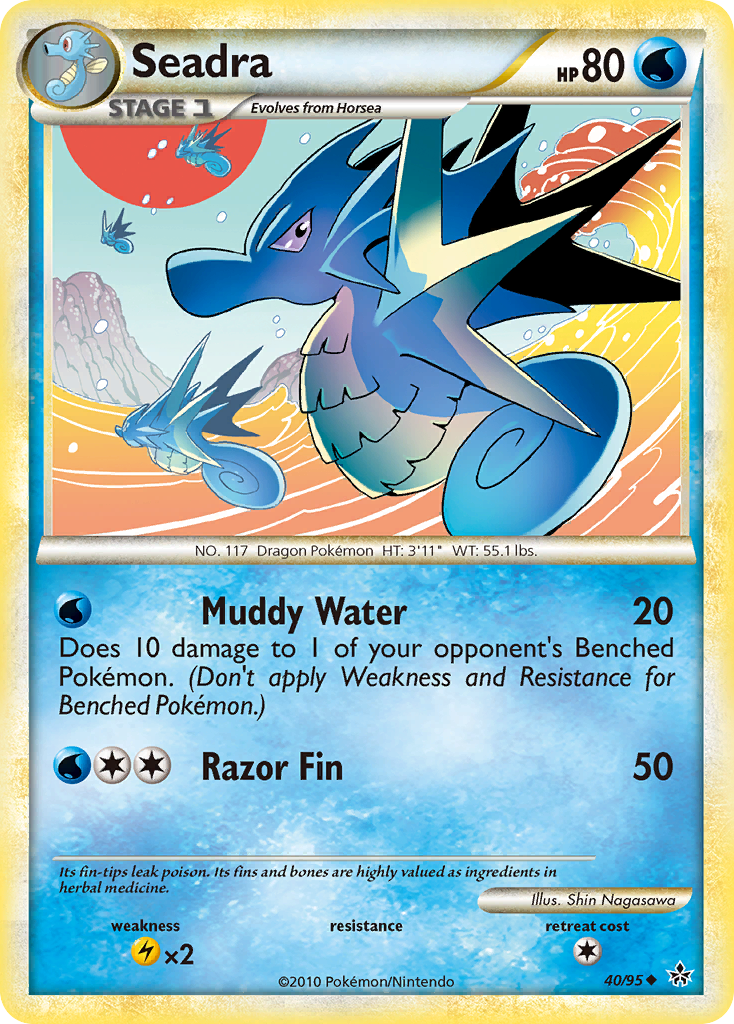 Seadra
HP 80
STAGE 1
Evolves from Horsea
NO. 117 Dragon Pokémon HT: 3'11" WT: 55.1 lbs.
Muddy Water 20
Does 10 damage to 1 of your opponent's Benched
Pokémon. (Don't apply Weakness and Resistance for
Benched Pokémon.)
Razor Fin 50
Its fin-tips leak poison. Its fins and bones are highly valued as ingredients in
herbal medicine.
Illus. Shin Nagasawa
weakness resistance retreat cost
×2
©2010 Pokémon/Nintendo
40/95